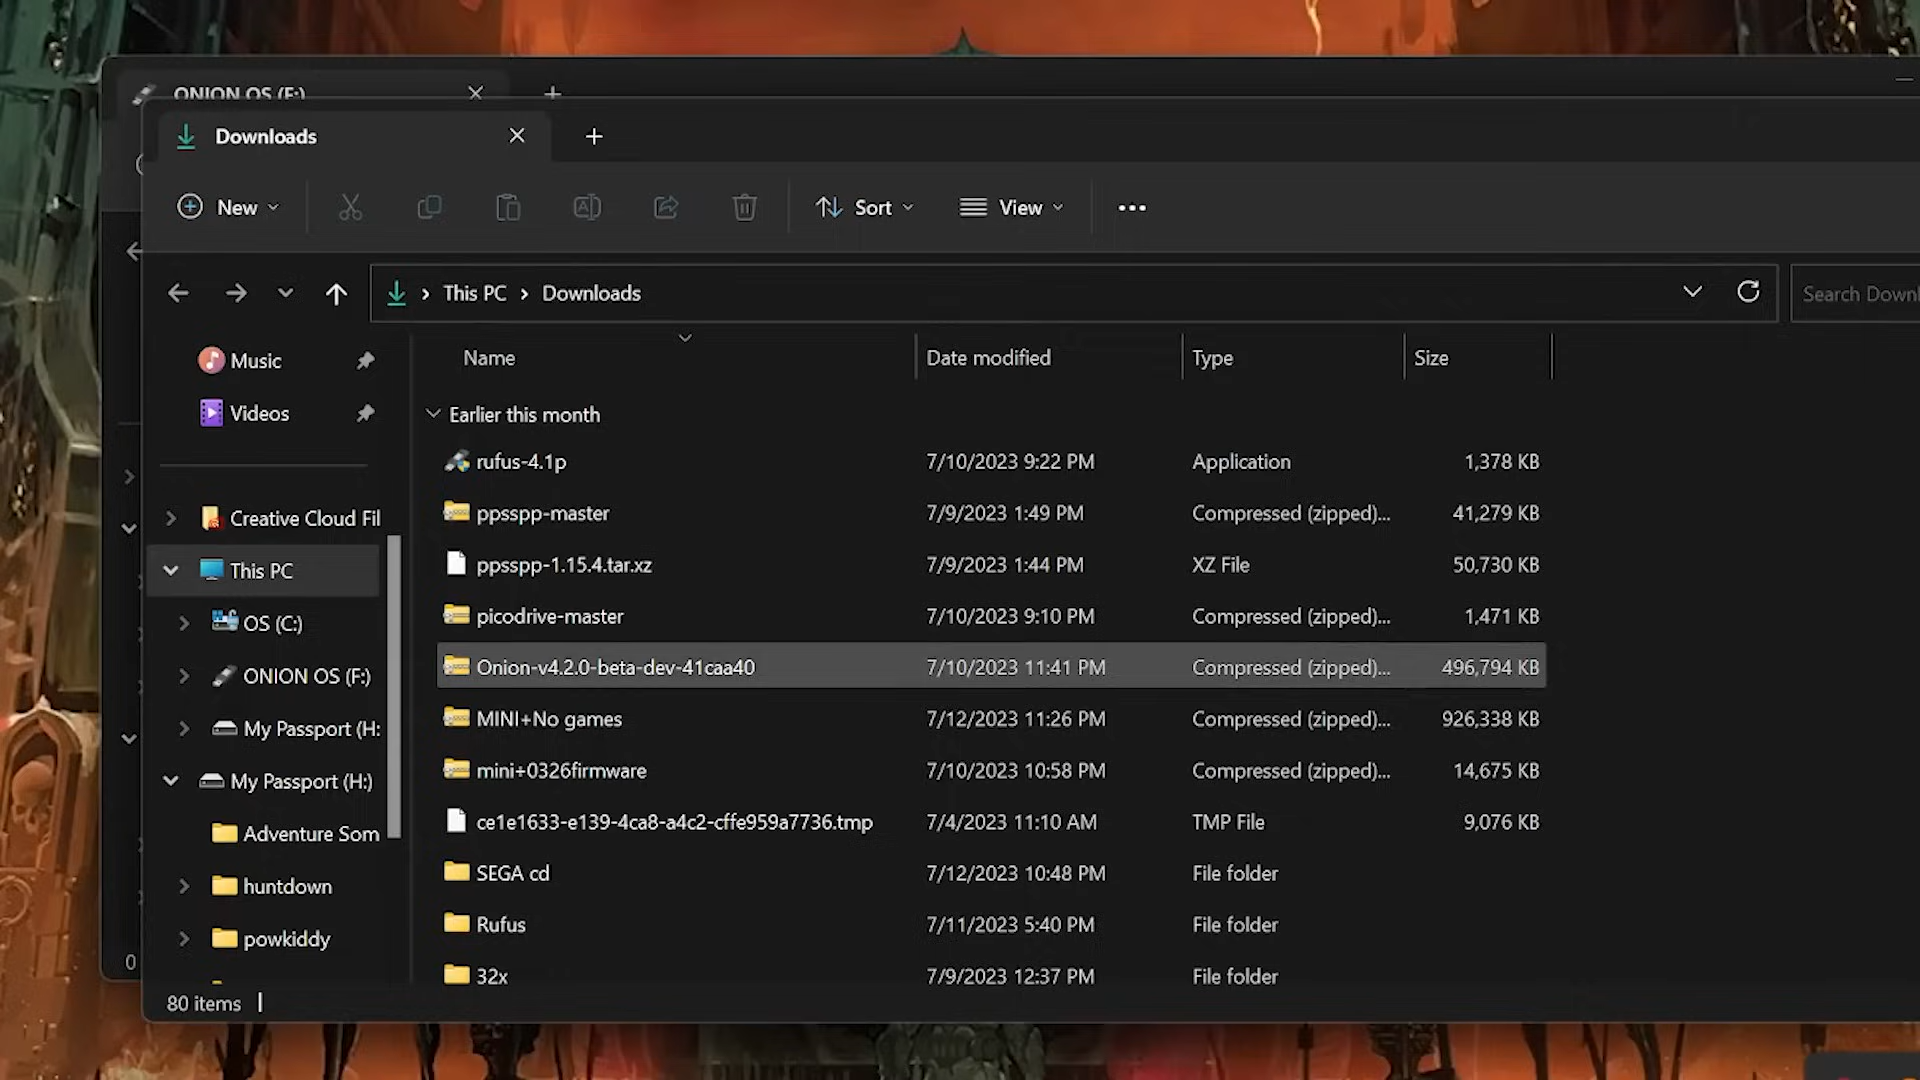 ONION OS (F:)
Downloads
New Sort View
This PC > Downloads
Search Downl
Music
Videos
Creative Cloud Fil
This PC
OS (C:)
ONION OS (F:)
My Passport (H:
My Passport (H:)
Adventure Som
huntdown
powkiddy
Name Date modified Type Size
Earlier this month
rufus-4.1p 7/10/2023 9:22 PM Application 1,378 KB
ppsspp-master 7/9/2023 1:49 PM Compressed (zipped)... 41,279 KB
ppsspp-1.15.4.tar.xz 7/9/2023 1:44 PM XZ File 50,730 KB
picodrive-master 7/10/2023 9:10 PM Compressed (zipped)... 1,471 KB
Onion-v4.2.0-beta-dev-41caa40 7/10/2023 11:41 PM Compressed (zipped)... 496,794 KB
MINI+No games 7/12/2023 11:26 PM Compressed (zipped)... 926,338 KB
mini+0326firmware 7/10/2023 10:58 PM Compressed (zipped)... 14,675 KB
ce1e1633-e139-4ca8-a4c2-cffe959a7736.tmp 7/4/2023 11:10 AM TMP File 9,076 KB
SEGA cd 7/12/2023 10:48 PM File folder
Rufus 7/11/2023 5:40 PM File folder
32x 7/9/2023 12:37 PM File folder
0
80 items